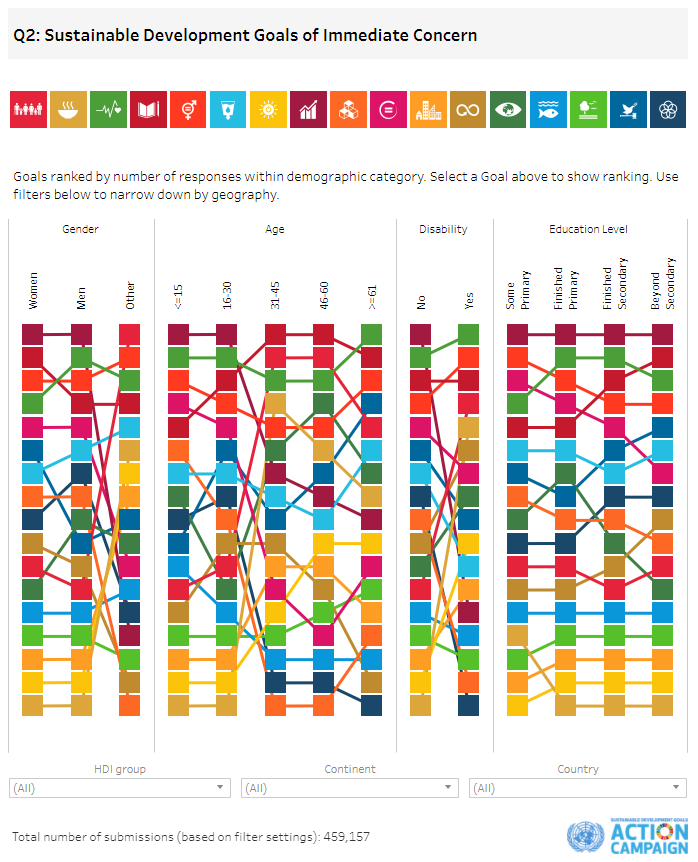 Q2: Sustainable Development Goals of Immediate Concern
Goals ranked by number of responses within demographic category. Select a Goal above to show ranking. Use
filters below to narrow down by geography.
Gender
Age
Disability
Education Level
Women
Men
Other
<=15
16-30
31-45
46-60
>=61
No
Yes
Some
Primary
Finished
Primary
Finished
Secondary
Beyond
Secondary
HDI group
Continent
Country
(All)
(All)
(All)
Total number of submissions (based on filter settings): 459,157
SUSTAINABLE DEVELOPMENT GOALS
ACTION
CAMPAIGN